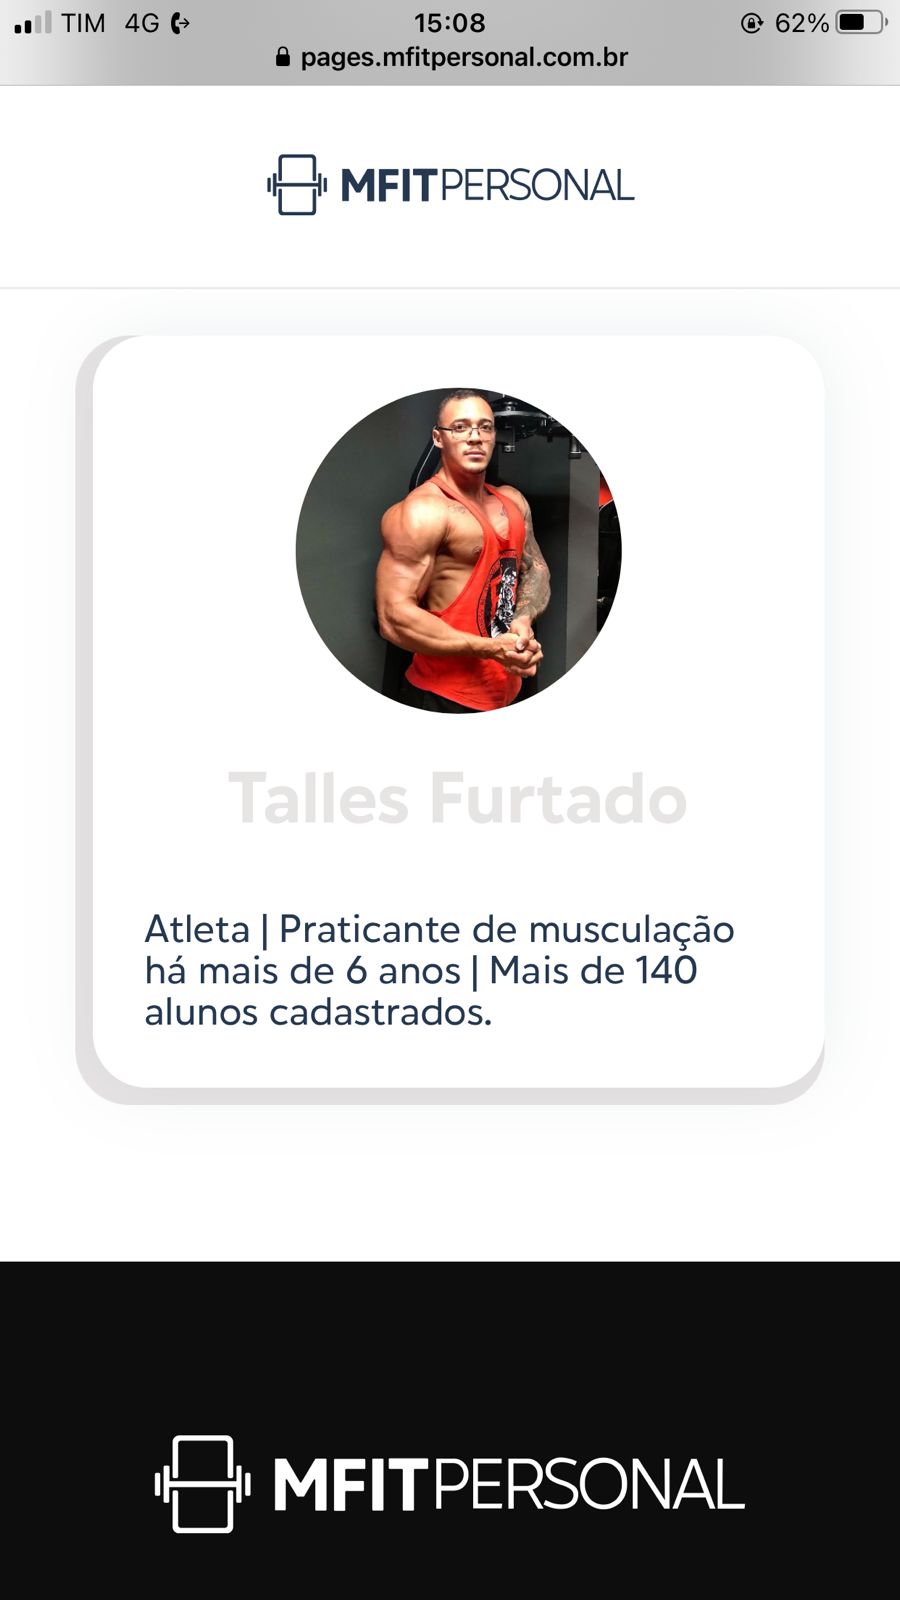 TIM 4G 15:08 62%
pages.mfitpersonal.com.br
MFITPERSONAL
Talles Furtado
Atleta | Praticante de musculação
há mais de 6 anos | Mais de 140
alunos cadastrados.
MFITPERSONAL